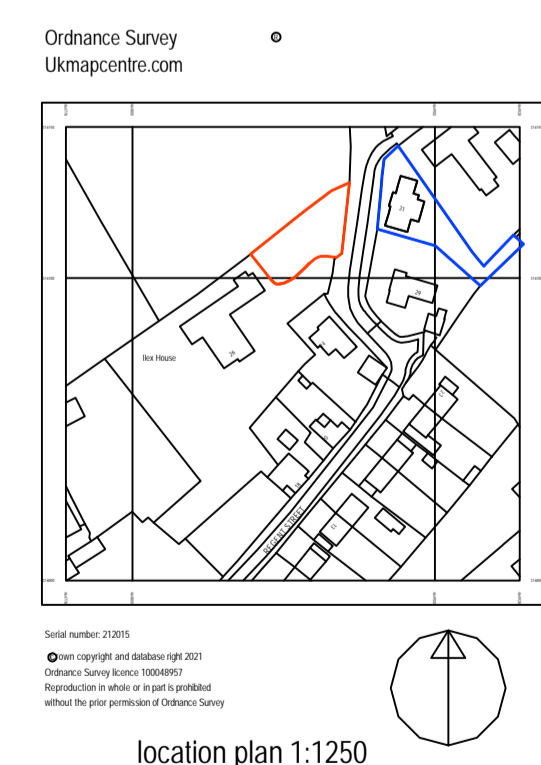 Ordnance Survey ©
Ukmapcentre.com
31
29
Ilex House
26
REGENT STREET
Serial number: 212015
©rown copyright and database right 2021
Ordnance Survey licence 100048957
Reproduction in whole or in part is prohibited
without the prior permission of Ordnance Survey
location plan 1:1250